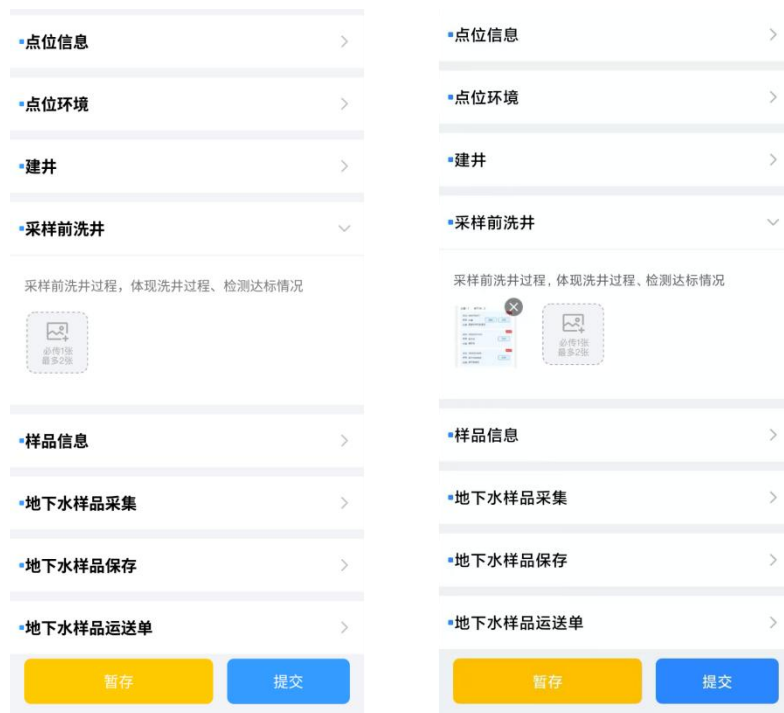 点位信息
点位环境
建井
采样前洗井
采样前洗井过程，体现洗井过程、检测达标情况
必传1张
最多2张
样品信息
地下水样品采集
地下水样品保存
地下水样品运送单
暂存
提交
点位信息
点位环境
建井
采样前洗井
采样前洗井过程，体现洗井过程、检测达标情况
必传1张
最多2张
样品信息
地下水样品采集
地下水样品保存
地下水样品运送单
暂存
提交